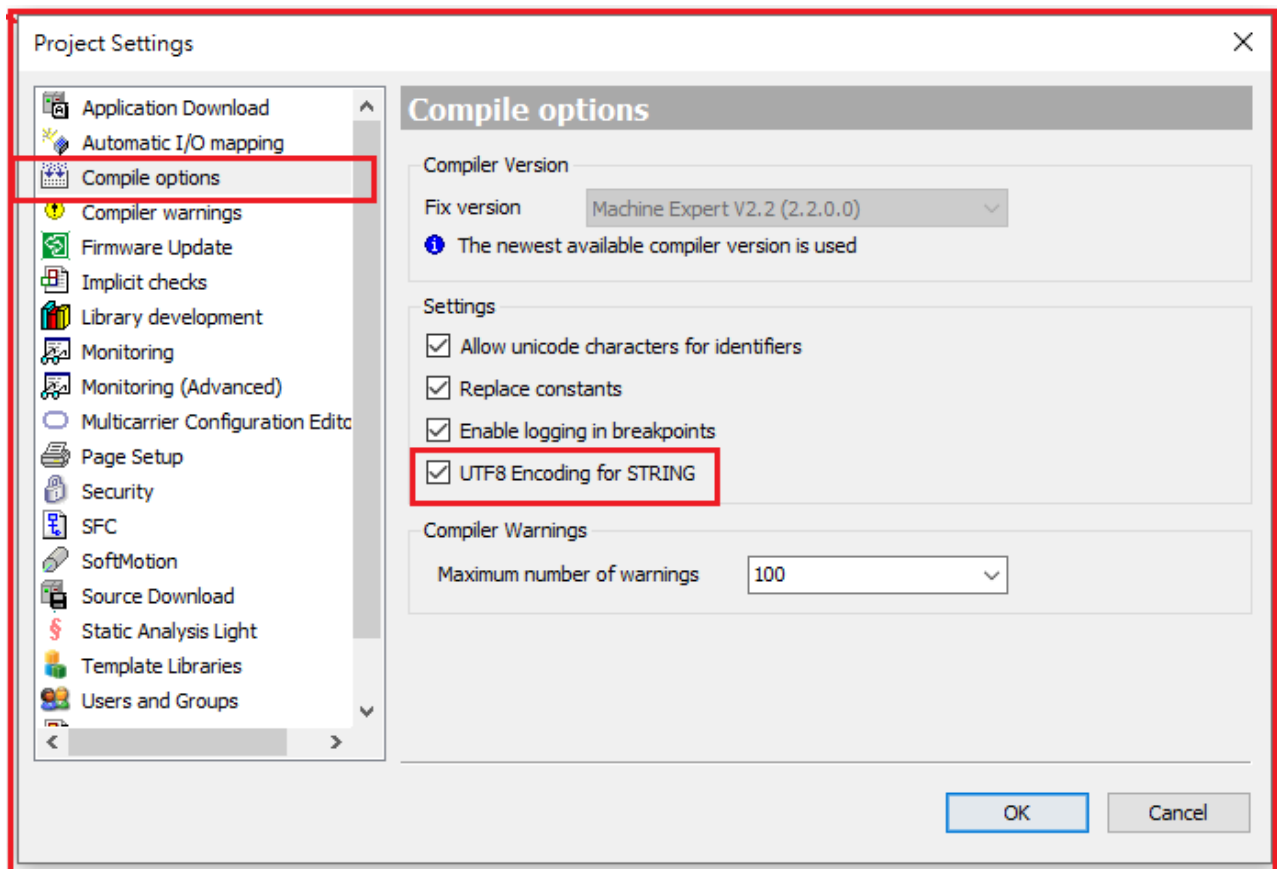 Project Settings
Application Download
Automatic I/O mapping
Compile options
Compiler warnings
Firmware Update
Implicit checks
Library development
Monitoring
Monitoring (Advanced)
Multicarrier Configuration Edito
Page Setup
Security
SFC
SoftMotion
Source Download
Static Analysis Light
Template Libraries
Users and Groups
Compile options
Compiler Version
Fix version Machine Expert V2.2 (2.2.0.0)
The newest available compiler version is used
Settings
Allow unicode characters for identifiers
Replace constants
Enable logging in breakpoints
UTF8 Encoding for STRING
Compiler Warnings
Maximum number of warnings 100
OK Cancel